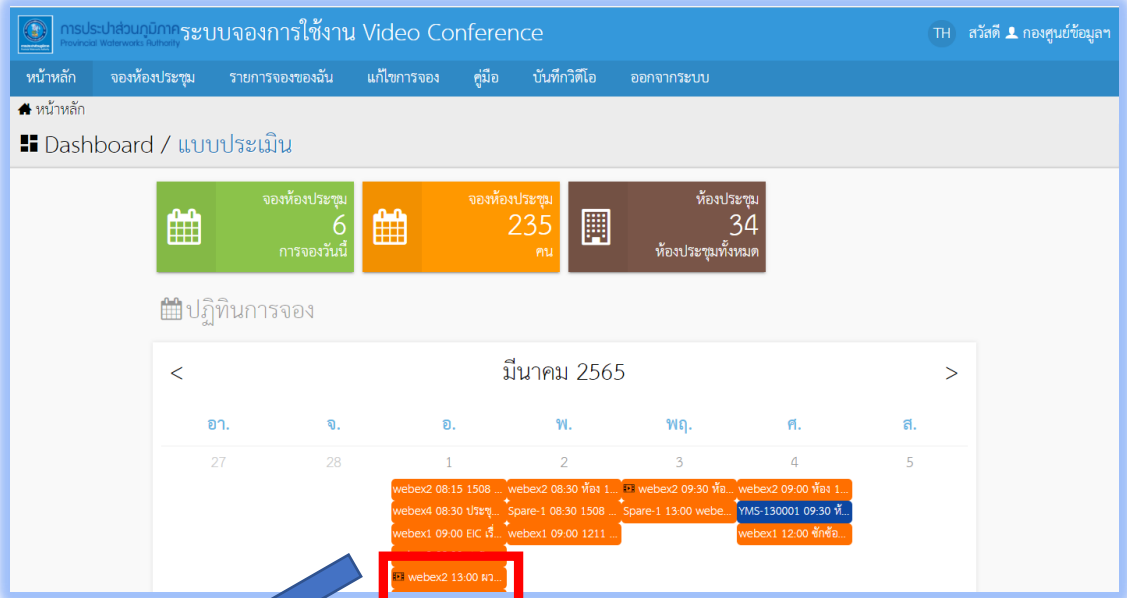 การประปาส่วนภูมิภาค
Provincial Waterworks Authority
ระบบจองการใช้งาน Video Conference
TH สวัสดี กองศูนย์ข้อมูลฯ
หน้าหลัก จองห้องประชุม รายการจองของฉัน แก้ไขการจอง คู่มือ บันทึกวิดีโอ ออกจากระบบ
หน้าหลัก
Dashboard / แบบประเมิน
จองห้องประชุม
6
การจองวันนี้
จองห้องประชุม
235
คน
ห้องประชุม
34
ห้องประชุมทั้งหมด
ปฏิทินการจอง
< มีนาคม 2565 >
อา. จ. อ. พ. พฤ. ศ. ส.
27 28 1 2 3 4 5
webex2 08:15 1508 ... webex2 08:30 ห้อง 1... webex2 09:30 ห้อ... webex2 09:00 ห้อง 1...
webex4 08:30 ประชุ... Spare-1 08:30 1508 ... Spare-1 13:00 webe... YMS-130001 09:30 ห้...
webex1 09:00 EIC เรื่... webex1 09:00 1211 ... webex1 12:00 ซักซ้อ...
webex2 13:00 ผว...